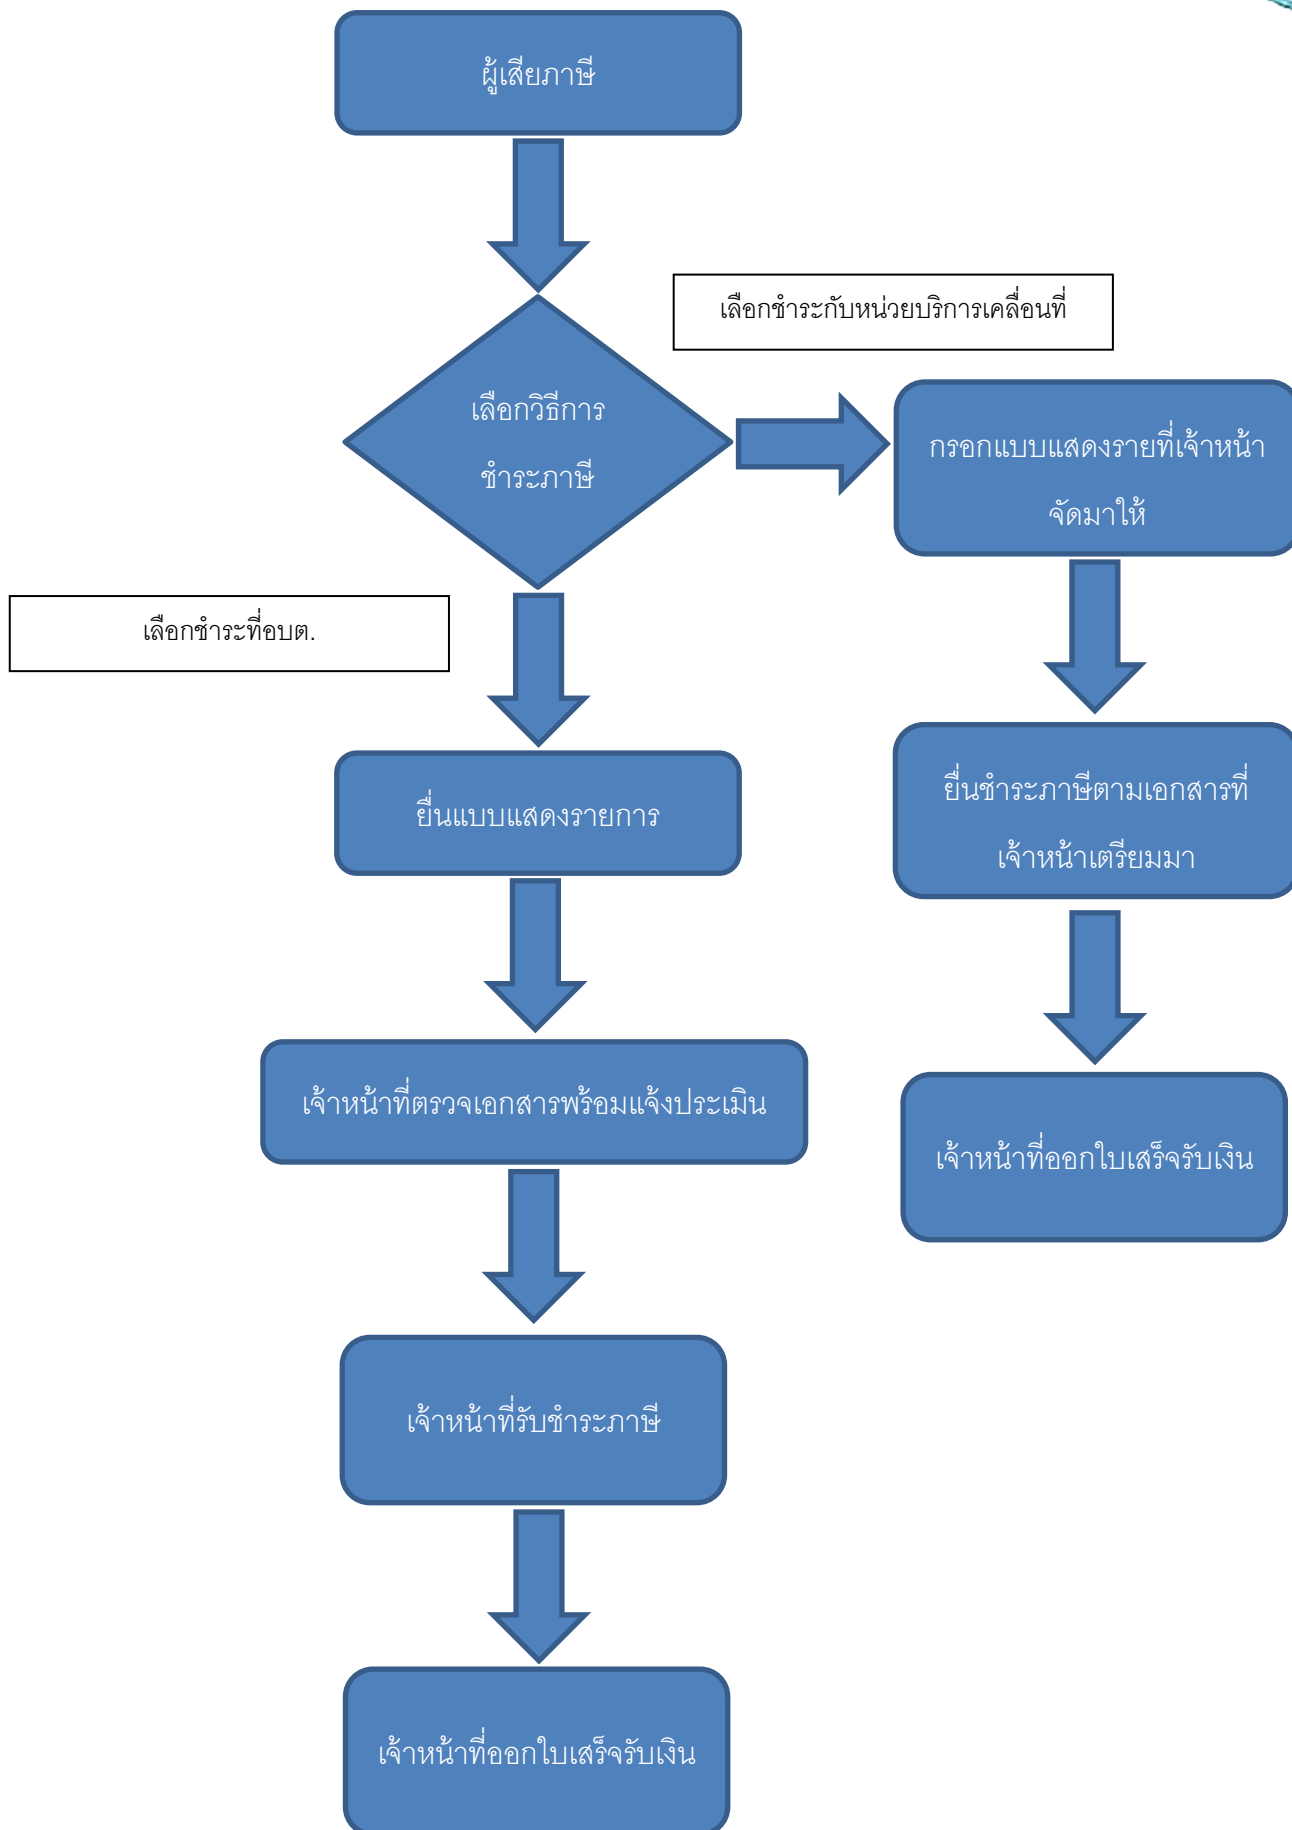 ผู้เสียภาษี
เลือกชำระกับหน่วยบริการเคลื่อนที่
เลือกวิธีการ
ชำระภาษี
กรอกแบบแสดงรายที่เจ้าหน้า
จัดมาให้
เลือกชำระที่อบต.
ยื่นแบบแสดงรายการ
ยื่นชำระภาษีตามเอกสารที่
เจ้าหน้าเตรียมมา
เจ้าหน้าที่ตรวจเอกสารพร้อมแจ้งประเมิน
เจ้าหน้าที่ออกใบเสร็จรับเงิน
เจ้าหน้าที่รับชำระภาษี
เจ้าหน้าที่ออกใบเสร็จรับเงิน